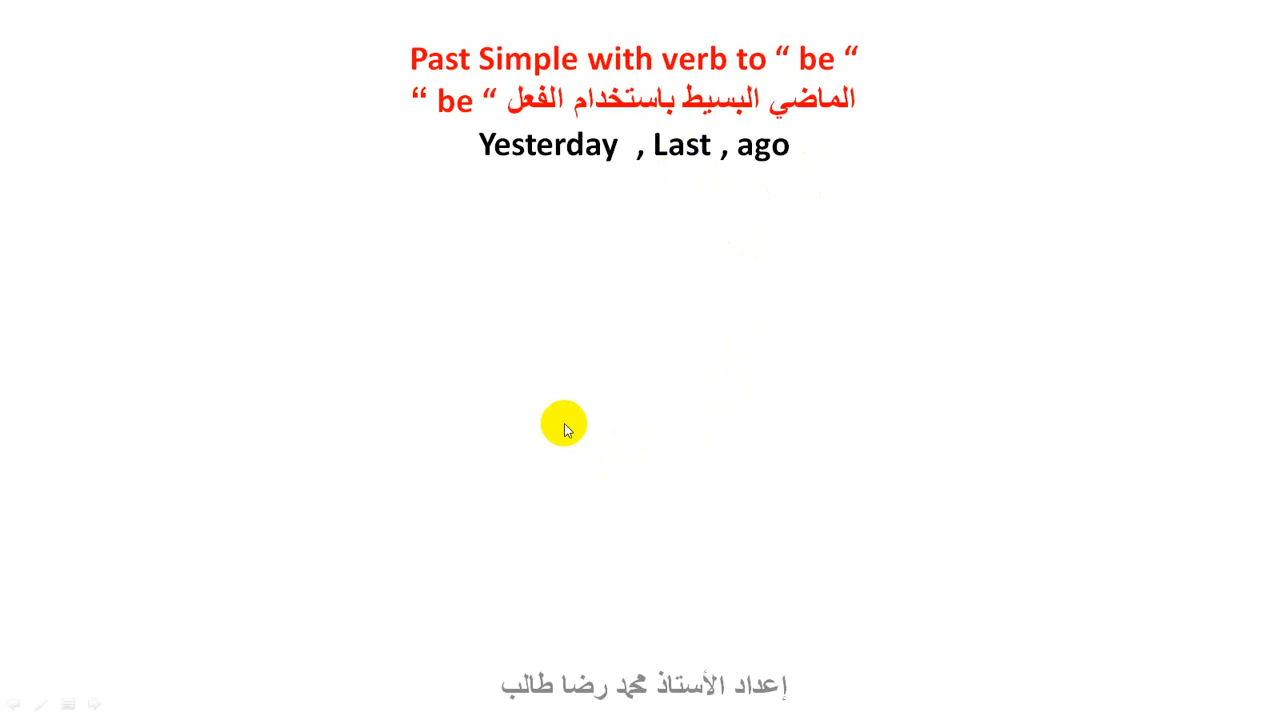 Past Simple with verb to “ be “
الماضي البسيط باستخدام الفعل “ be “
Yesterday , Last , ago
إعداد الأستاذ محمد رضا طالب